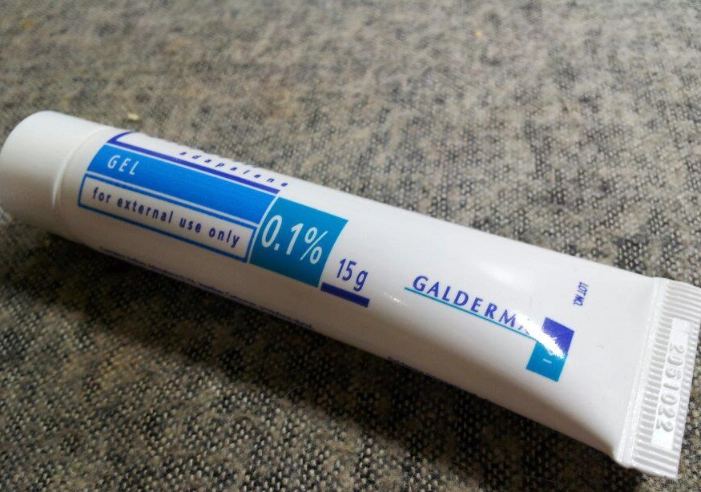 adapalene
GEL
for external use only
0.1%
15g
GALDERMA
LOT NO.
2051022